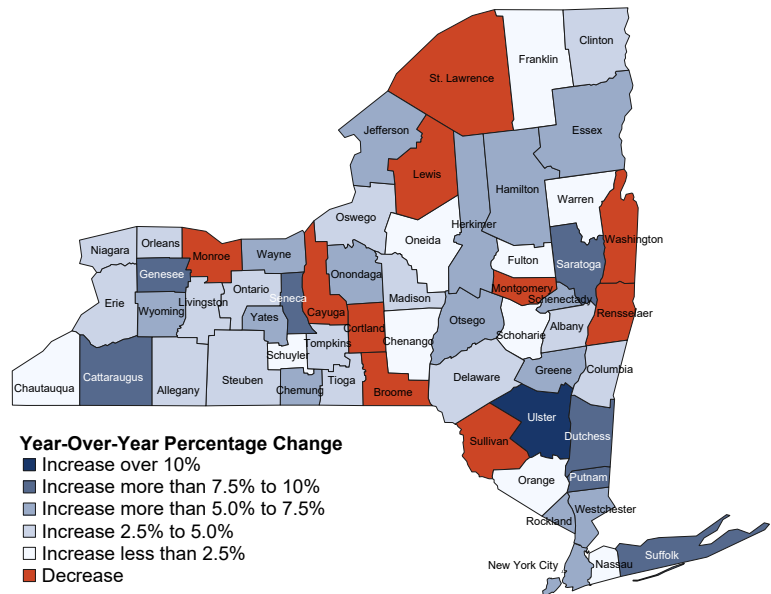 Clinton
Franklin
St. Lawrence
Jefferson
Essex
Lewis
Hamilton
Warren
Oswego
Herkimer
Oneida
Washington
Niagara
Orleans
Monroe
Wayne
Fulton
Saratoga
Genesee
Onondaga
Montgomery
Ontario
Seneca
Madison
Schenectady
Erie
Livingston
Wyoming
Yates
Cayuga
Rensselaer
Otsego
Cortland
Albany
Schoharie
Tompkins
Chenango
Schuyler
Greene
Columbia
Cattaraugus
Delaware
Steuben
Tioga
Chautauqua
Allegany
Chemung
Broome
Ulster
Dutchess
Sullivan
Year-Over-Year Percentage Change
Increase over 10%
Increase more than 7.5% to 10%
Increase more than 5.0% to 7.5%
Increase 2.5% to 5.0%
Increase less than 2.5%
Decrease
Putnam
Orange
Westchester
Rockland
Suffolk
New York City
Nassau